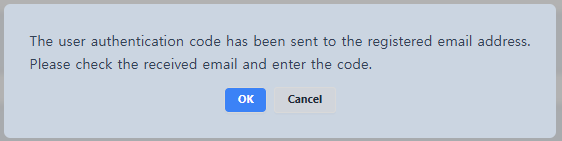 The user authentication code has been sent to the registered email address.
Please check the received email and enter the code.
OK Cancel